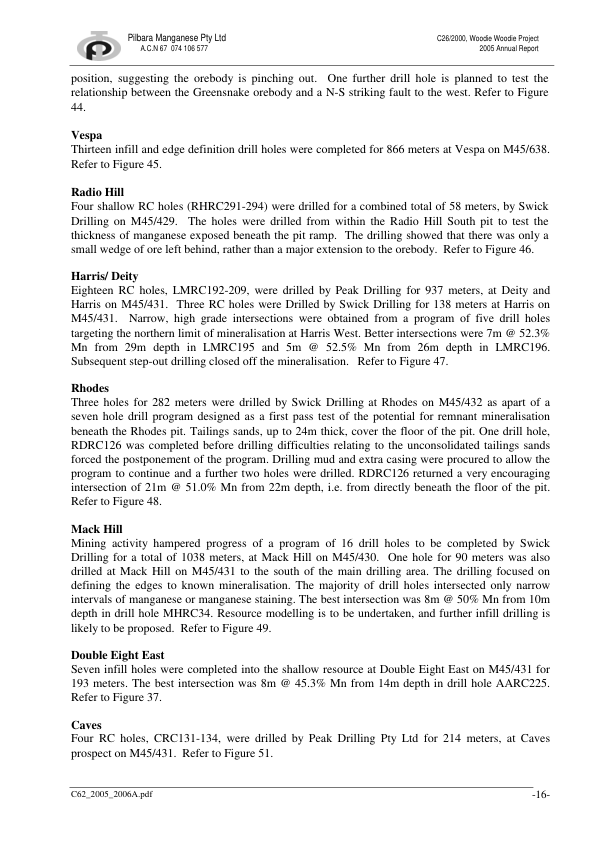 Pilbara Manganese Pty Ltd
A.C.N 67 074 106 577
C26/2000, Woodie Woodie Project
2005 Annual Report
position, suggesting the orebody is pinching out. One further drill hole is planned to test the
relationship between the Greensnake orebody and a N-S striking fault to the west. Refer to Figure
44.
Vespa
Thirteen infill and edge definition drill holes were completed for 866 meters at Vespa on M45/638.
Refer to Figure 45.
Radio Hill
Four shallow RC holes (RHRC291-294) were drilled for a combined total of 58 meters, by Swick
Drilling on M45/429. The holes were drilled from within the Radio Hill South pit to test the
thickness of manganese exposed beneath the pit ramp. The drilling showed that there was only a
small wedge of ore left behind, rather than a major extension to the orebody. Refer to Figure 46.
Harris/ Deity
Eighteen RC holes, LMRC192-209, were drilled by Peak Drilling for 937 meters, at Deity and
Harris on M45/431. Three RC holes were Drilled by Swick Drilling for 138 meters at Harris on
M45/431. Narrow, high grade intersections were obtained from a program of five drill holes
targeting the northern limit of mineralisation at Harris West. Better intersections were 7m @ 52.3%
Mn from 29m depth in LMRC195 and 5m @ 52.5% Mn from 26m depth in LMRC196.
Subsequent step-out drilling closed off the mineralisation. Refer to Figure 47.
Rhodes
Three holes for 282 meters were drilled by Swick Drilling at Rhodes on M45/432 as apart of a
seven hole drill program designed as a first pass test of the potential for remnant mineralisation
beneath the Rhodes pit. Tailings sands, up to 24m thick, cover the floor of the pit. One drill hole,
RDRC126 was completed before drilling difficulties relating to the unconsolidated tailings sands
forced the postponement of the program. Drilling mud and extra casing were procured to allow the
program to continue and a further two holes were drilled. RDRC126 returned a very encouraging
intersection of 21m @ 51.0% Mn from 22m depth, i.e. from directly beneath the floor of the pit.
Refer to Figure 48.
Mack Hill
Mining activity hampered progress of a program of 16 drill holes to be completed by Swick
Drilling for a total of 1038 meters, at Mack Hill on M45/430. One hole for 90 meters was also
drilled at Mack Hill on M45/431 to the south of the main drilling area. The drilling focused on
defining the edges to known mineralisation. The majority of drill holes intersected only narrow
intervals of manganese or manganese staining. The best intersection was 8m @ 50% Mn from 10m
depth in drill hole MHRC34. Resource modelling is to be undertaken, and further infill drilling is
likely to be proposed. Refer to Figure 49.
Double Eight East
Seven infill holes were completed into the shallow resource at Double Eight East on M45/431 for
193 meters. The best intersection was 8m @ 45.3% Mn from 14m depth in drill hole AARC225.
Refer to Figure 37.
Caves
Four RC holes, CRC131-134, were drilled by Peak Drilling Pty Ltd for 214 meters, at Caves
prospect on M45/431. Refer to Figure 51.
C62_2005_2006A.pdf
-16-